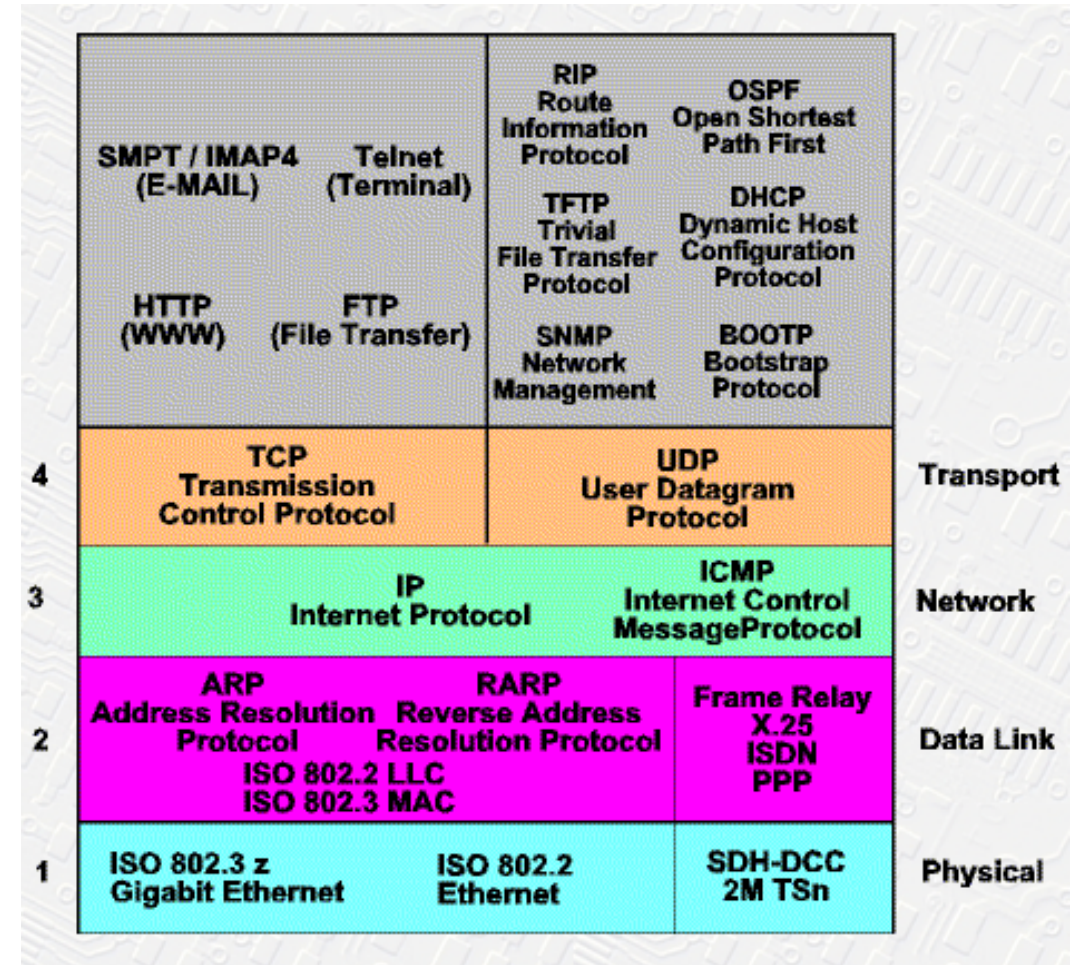 SMPT / IMAP4
(E-MAIL)
Telnet
(Terminal)
HTTP
(WWW)
FTP
(File Transfer)
RIP
Route
Information
Protocol
OSPF
Open Shortest
Path First
TFTP
Trivial
File Transfer
Protocol
DHCP
Dynamic Host
Configuration
Protocol
SNMP
Network
Management
BOOTP
Bootstrap
Protocol
4
TCP
Transmission
Control Protocol
UDP
User Datagram
Protocol
Transport
3
IP
Internet Protocol
ICMP
Internet Control
MessageProtocol
Network
2
ARP
Address Resolution
Protocol
RARP
Reverse Address
Resolution Protocol
ISO 802.2 LLC
ISO 802.3 MAC
Frame Relay
X.25
ISDN
PPP
Data Link
1
ISO 802.3 z
Gigabit Ethernet
ISO 802.2
Ethernet
SDH-DCC
2M TSn
Physical